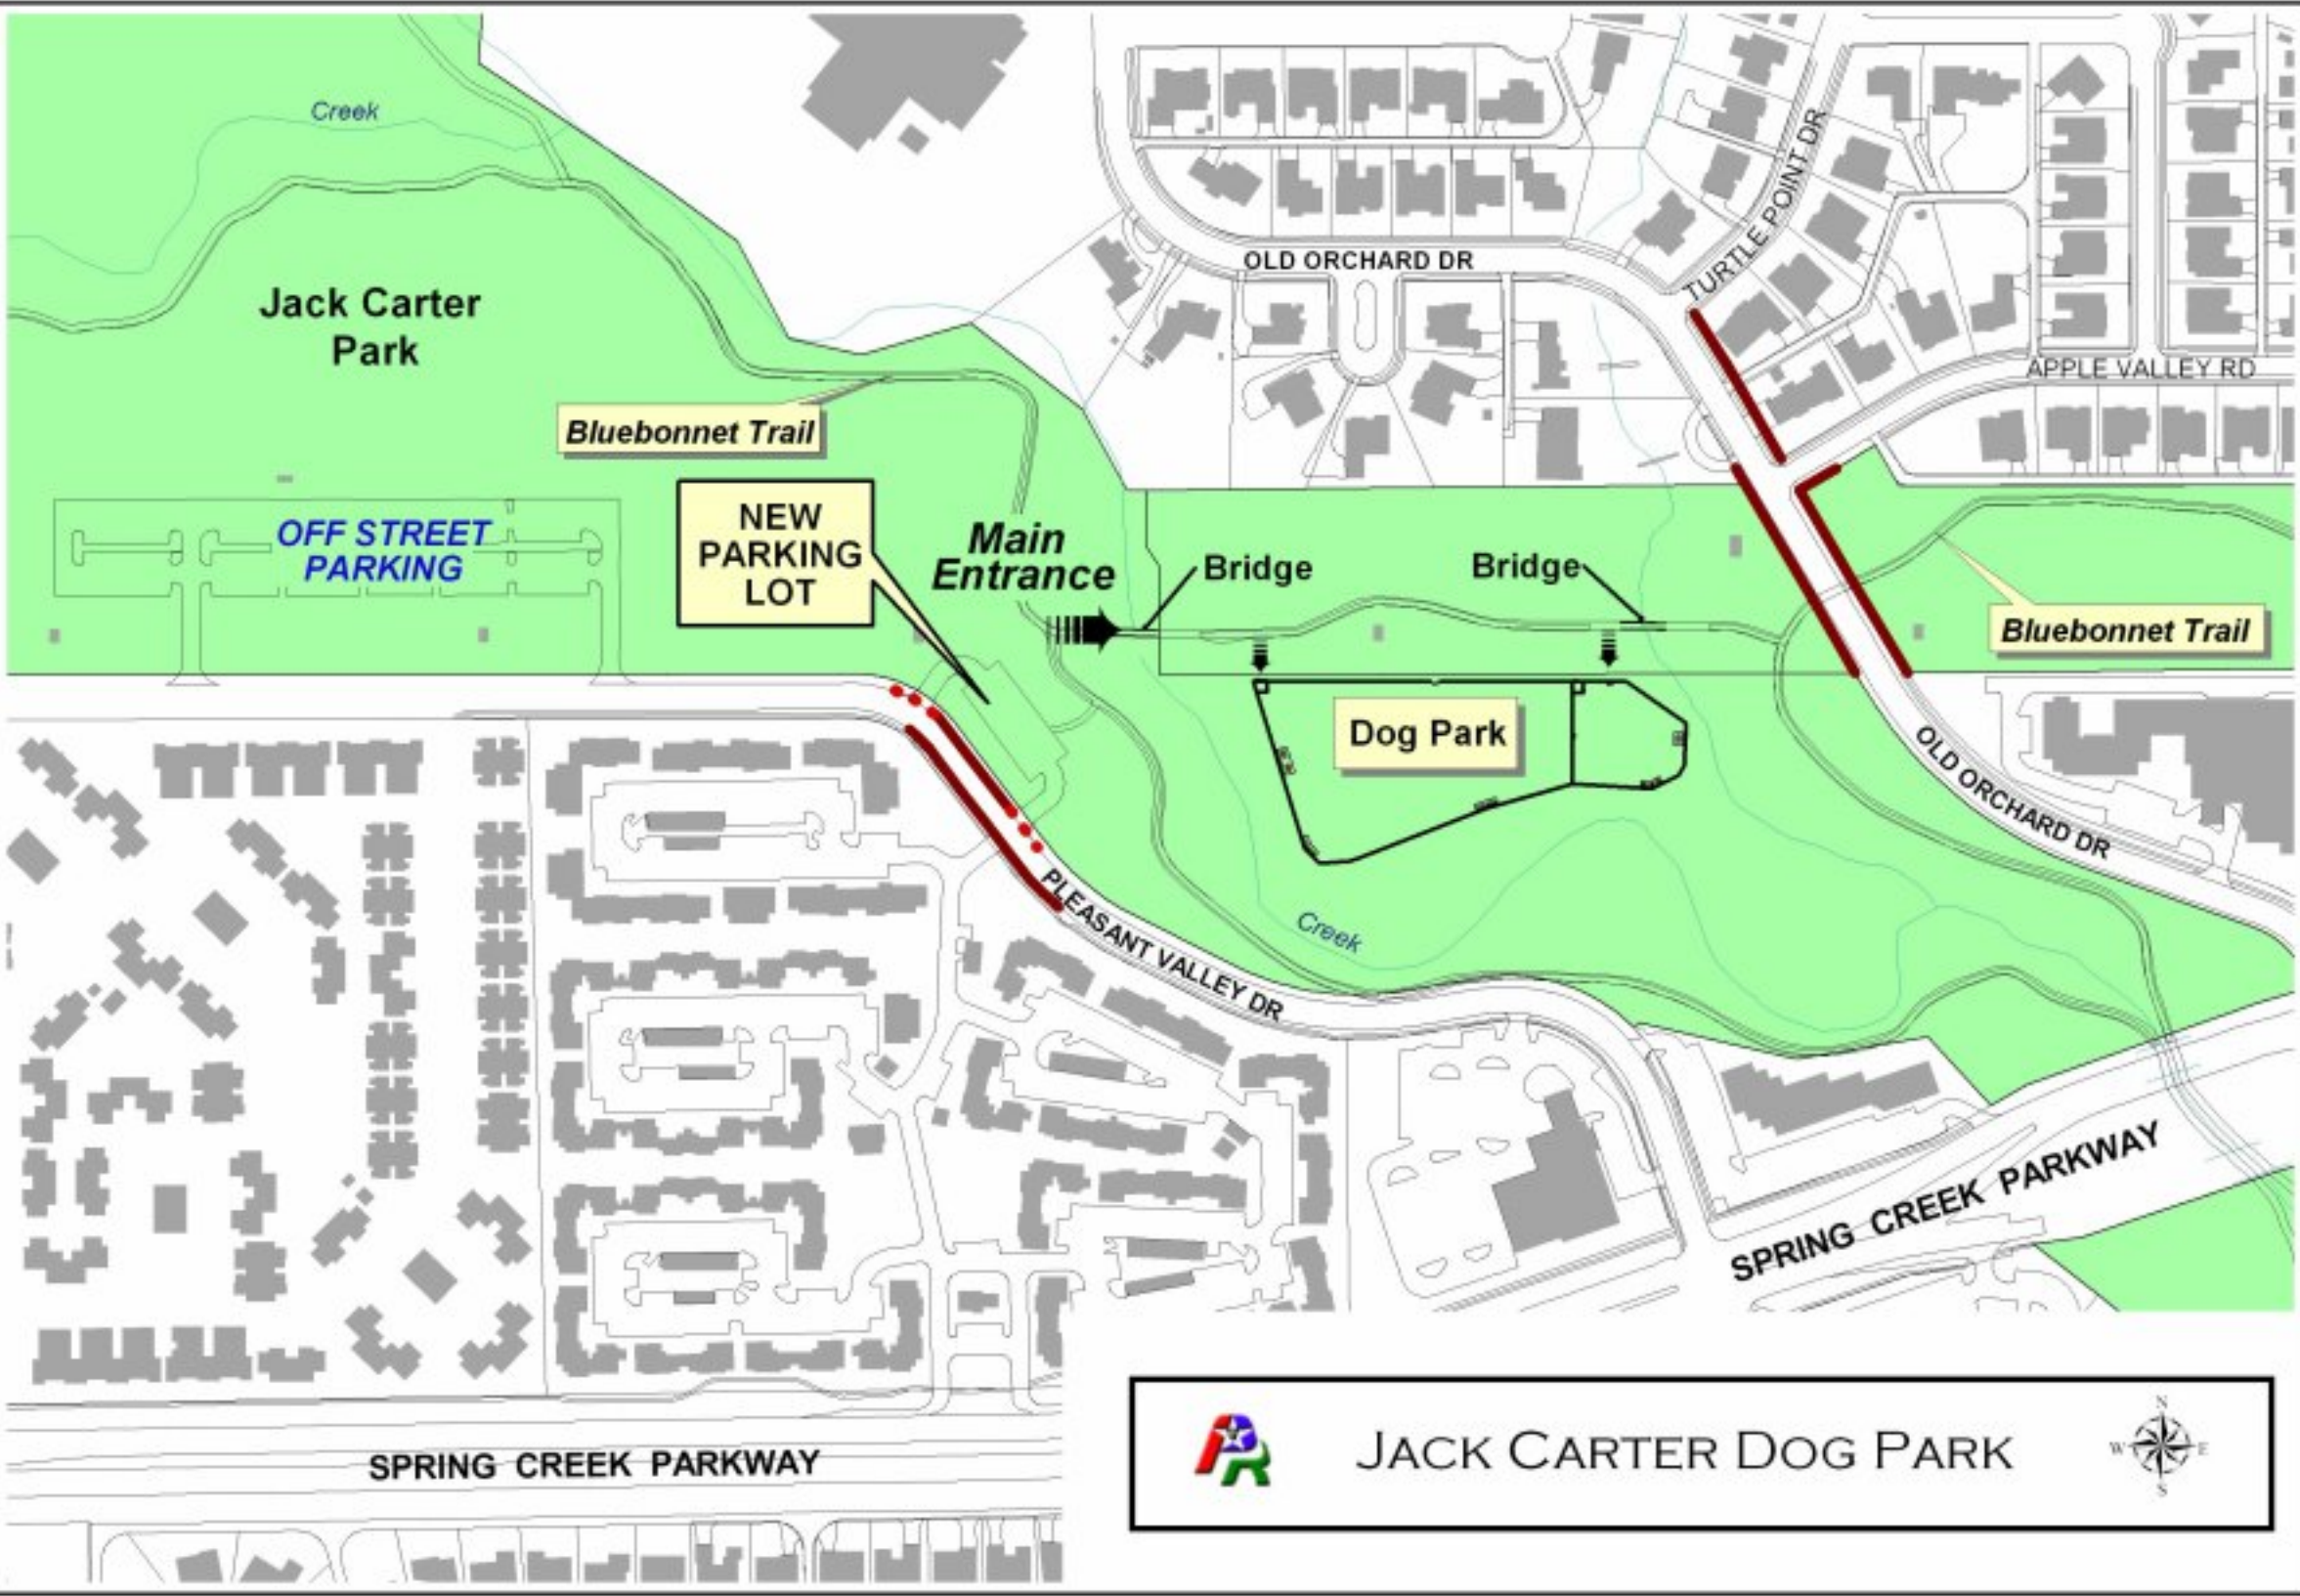 Creek
Jack Carter
Park
Bluebonnet Trail
OFF STREET
PARKING
NEW
PARKING
LOT
Main
Entrance
Bridge
Bridge
OLD ORCHARD DR
TURTLE POINT DR
APPLE VALLEY RD
Bluebonnet Trail
Dog Park
OLD ORCHARD DR
Creek
PLEASANT VALLEY DR
SPRING CREEK PARKWAY
SPRING CREEK PARKWAY
JACK CARTER DOG PARK
N
W E
S